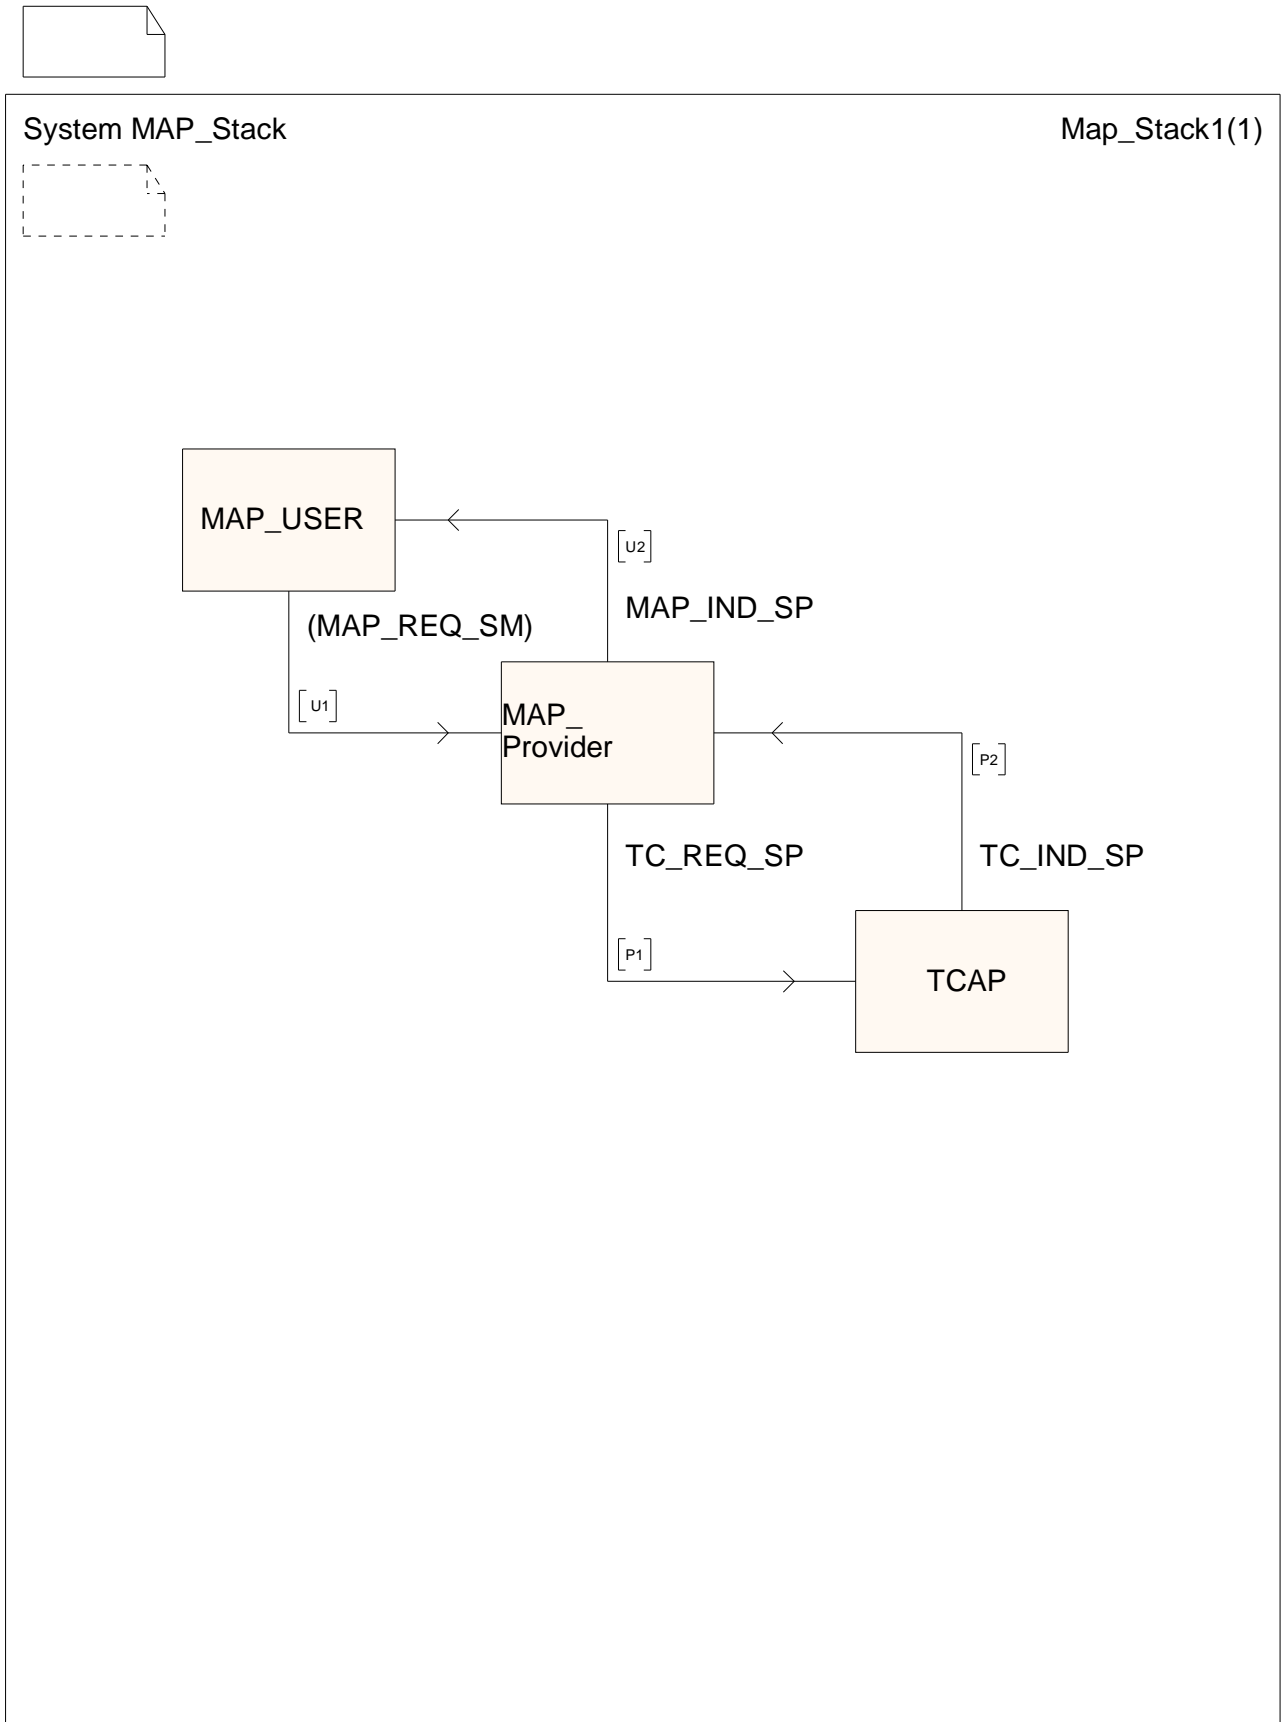 System MAP_Stack
Map_Stack1(1)
MAP_USER
[U2]
(MAP_REQ_SM)
MAP_IND_SP
[U1]
MAP_
Provider
[P2]
TC_REQ_SP
TC_IND_SP
[P1]
TCAP